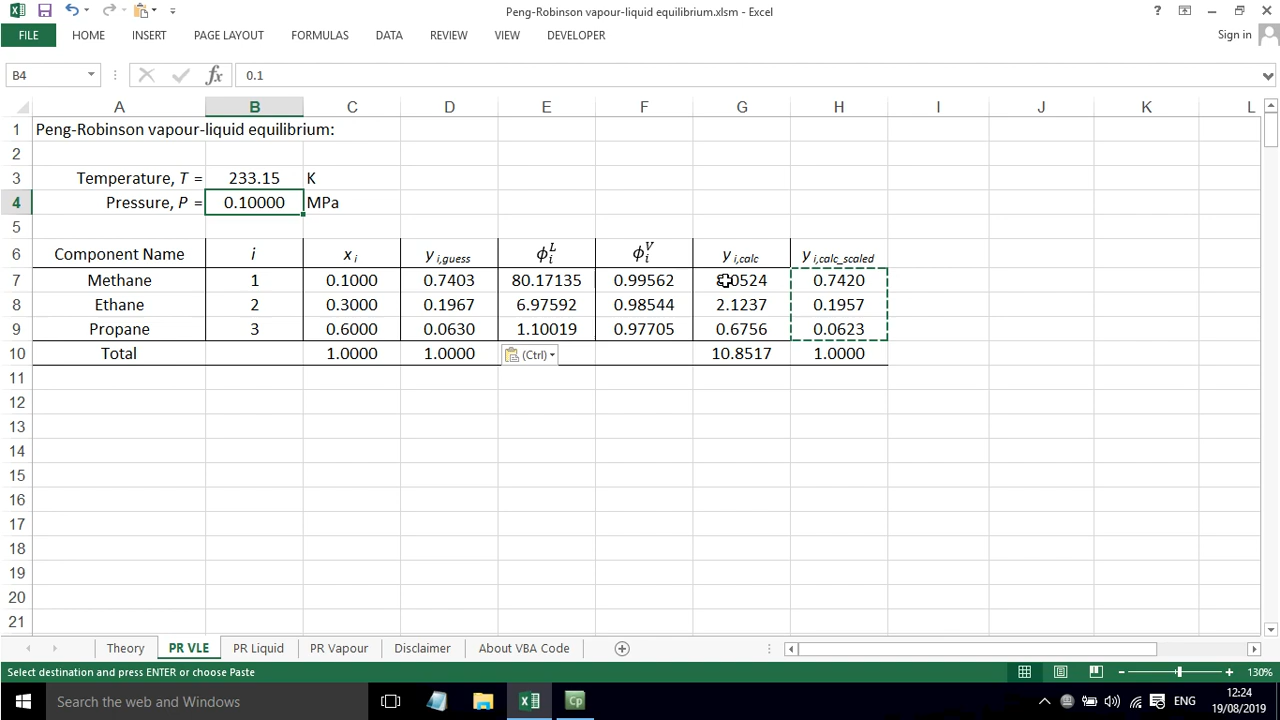 Peng-Robinson vapour-liquid equilibrium.xlsm - Excel
?
FILE HOME INSERT PAGE LAYOUT FORMULAS DATA REVIEW VIEW DEVELOPER Sign in
B4 fx 0.1
A B C D E F G H I J K L
1 Peng-Robinson vapour-liquid equilibrium:
2
3 Temperature, T = 233.15 K
4 Pressure, P = 0.10000 MPa
5
6 Component Name i x i y i,guess ϕ_i^L ϕ_i^V y i,calc y i,calc_scaled
7 Methane 1 0.1000 0.7403 80.17135 0.99562 0524 0.7420
8 Ethane 2 0.3000 0.1967 6.97592 0.98544 2.1237 0.1957
9 Propane 3 0.6000 0.0630 1.10019 0.97705 0.6756 0.0623
10 Total 1.0000 1.0000 (Ctrl) 10.8517 1.0000
11
12
13
14
15
16
17
18
19
20
21
Theory PR VLE PR Liquid PR Vapour Disclaimer About VBA Code
Select destination and press ENTER or choose Paste 130%
Search the web and Windows Cp ENG 12:24
19/08/2019